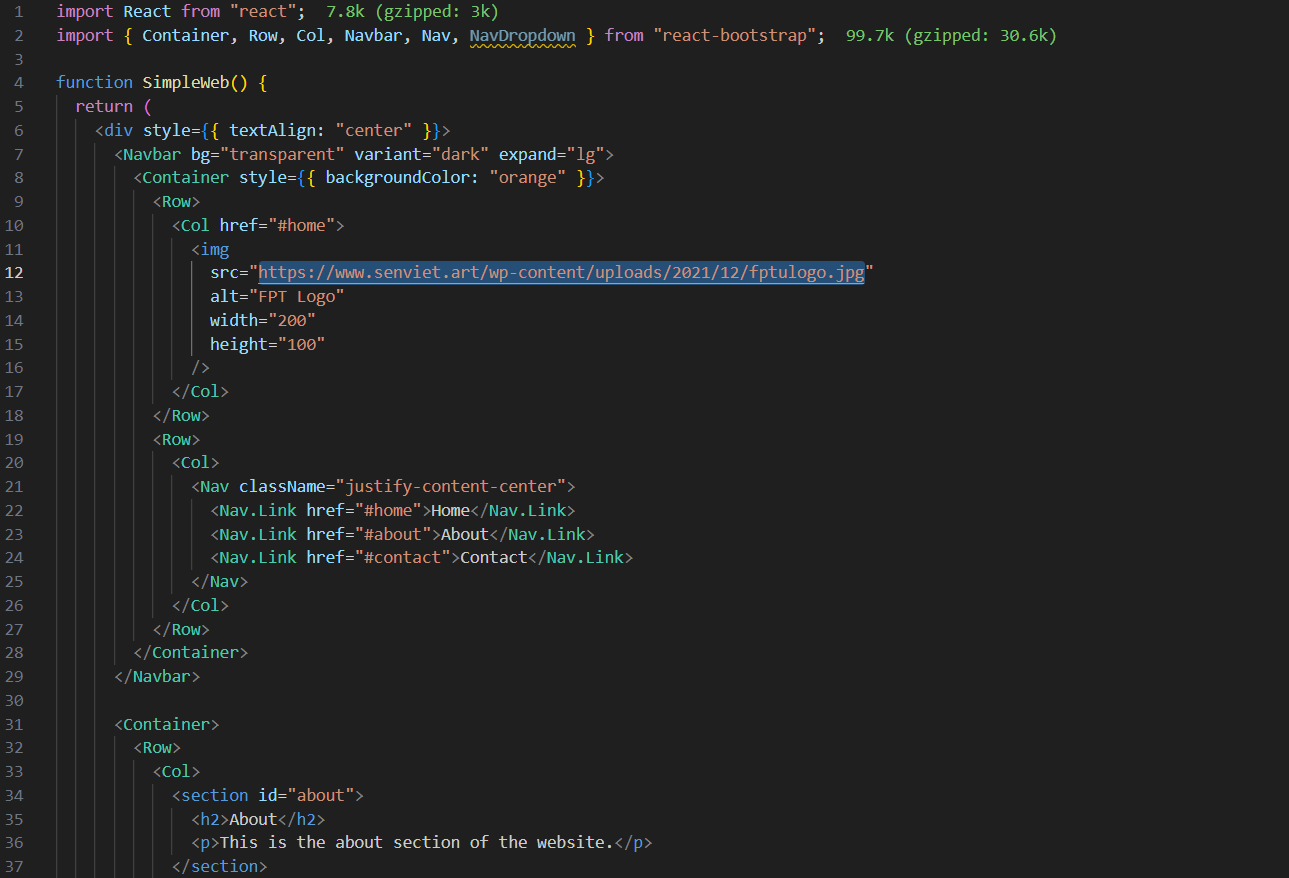 1 import React from "react"; 7.8k (gzipped: 3k)
2 import { Container, Row, Col, Navbar, Nav, NavDropdown } from "react-bootstrap"; 99.7k (gzipped: 30.6k)
3
4 function SimpleWeb() {
5   return (
6     <div style={{ textAlign: "center" }}>
7       <Navbar bg="transparent" variant="dark" expand="lg">
8         <Container style={{ backgroundColor: "orange" }}>
9           <Row>
10             <Col href="#home">
11               <img
12                 src="https://www.senviet.art/wp-content/uploads/2021/12/fptulogo.jpg"
13                 alt="FPT Logo"
14                 width="200"
15                 height="100"
16               />
17             </Col>
18           </Row>
19           <Row>
20             <Col>
21               <Nav className="justify-content-center">
22                 <Nav.Link href="#home">Home</Nav.Link>
23                 <Nav.Link href="#about">About</Nav.Link>
24                 <Nav.Link href="#contact">Contact</Nav.Link>
25               </Nav>
26             </Col>
27           </Row>
28         </Container>
29       </Navbar>
30
31       <Container>
32         <Row>
33           <Col>
34             <section id="about">
35               <h2>About</h2>
36               <p>This is the about section of the website.</p>
37             </section>